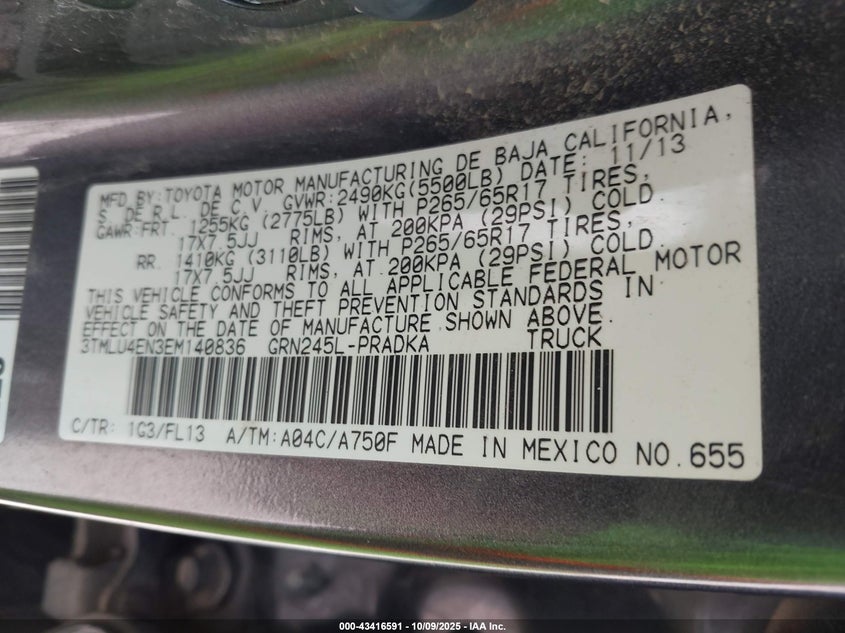 MFD.BY:TOYOTA MOTOR MANUFACTURING DE BAJA CALIFORNIA,
S. DE R.L. DE C.V. GVWR:2490KG(5500LB) DATE: 11/13
GAWR:FRT. 1255KG (2775LB) WITH P265/65R17 TIRES,
17X7.5JJ RIMS, AT 200KPA (29PSI) COLD.
RR. 1410KG (3110LB) WITH P265/65R17 TIRES,
17X7.5JJ RIMS, AT 200KPA (29PSI) COLD.
THIS VEHICLE CONFORMS TO ALL APPLICABLE FEDERAL MOTOR
VEHICLE SAFETY AND THEFT PREVENTION STANDARDS IN
EFFECT ON THE DATE OF MANUFACTURE SHOWN ABOVE.
3TMLU4EN3EM140836 GRN245L-PRADKA TRUCK
C/TR: 1G3/FL13 A/TM:A04C/A750F MADE IN MEXICO NO.655
000-43416591 - 10/09/2025 - IAA Inc.